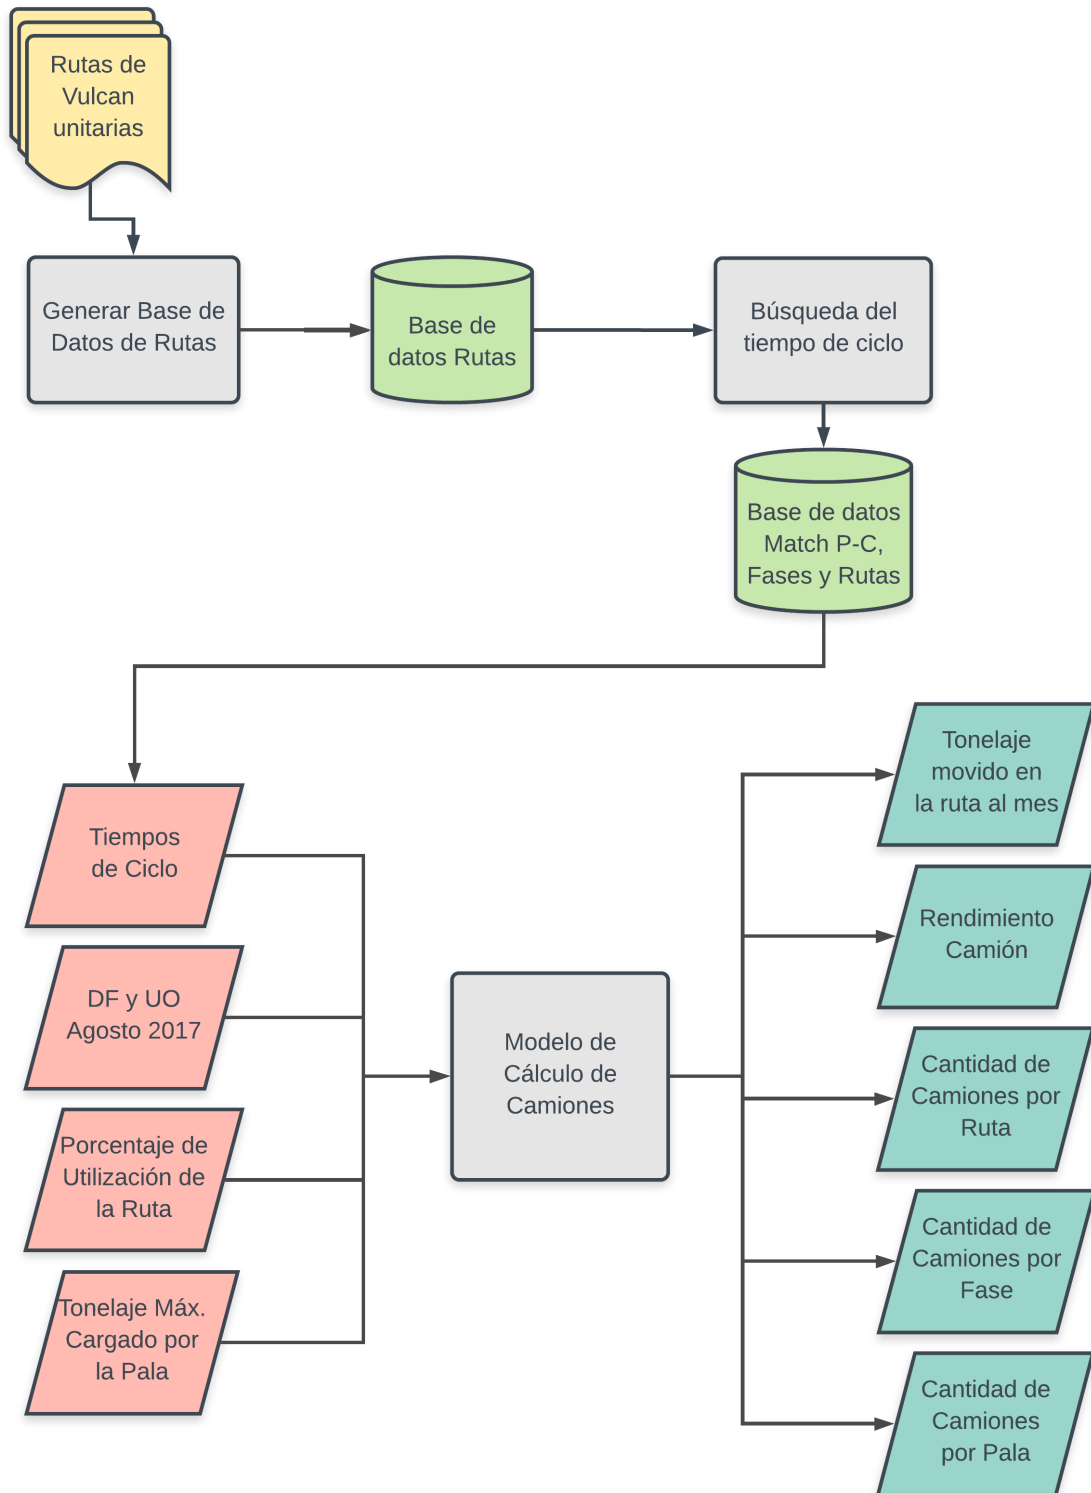 Rutas de
Vulcan
unitarias
Generar Base de
Datos de Rutas
Base de
datos Rutas
Búsqueda del
tiempo de ciclo
Base de datos
Match P-C,
Fases y Rutas
Tiempos
de Ciclo
DF y UO
Agosto 2017
Porcentaje de
Utilización de
la Ruta
Tonelaje Máx.
Cargado por
la Pala
Modelo de
Cálculo de
Camiones
Tonelaje
movido en
la ruta al mes
Rendimiento
Camión
Cantidad de
Camiones por
Ruta
Cantidad de
Camiones por
Fase
Cantidad de
Camiones
por Pala